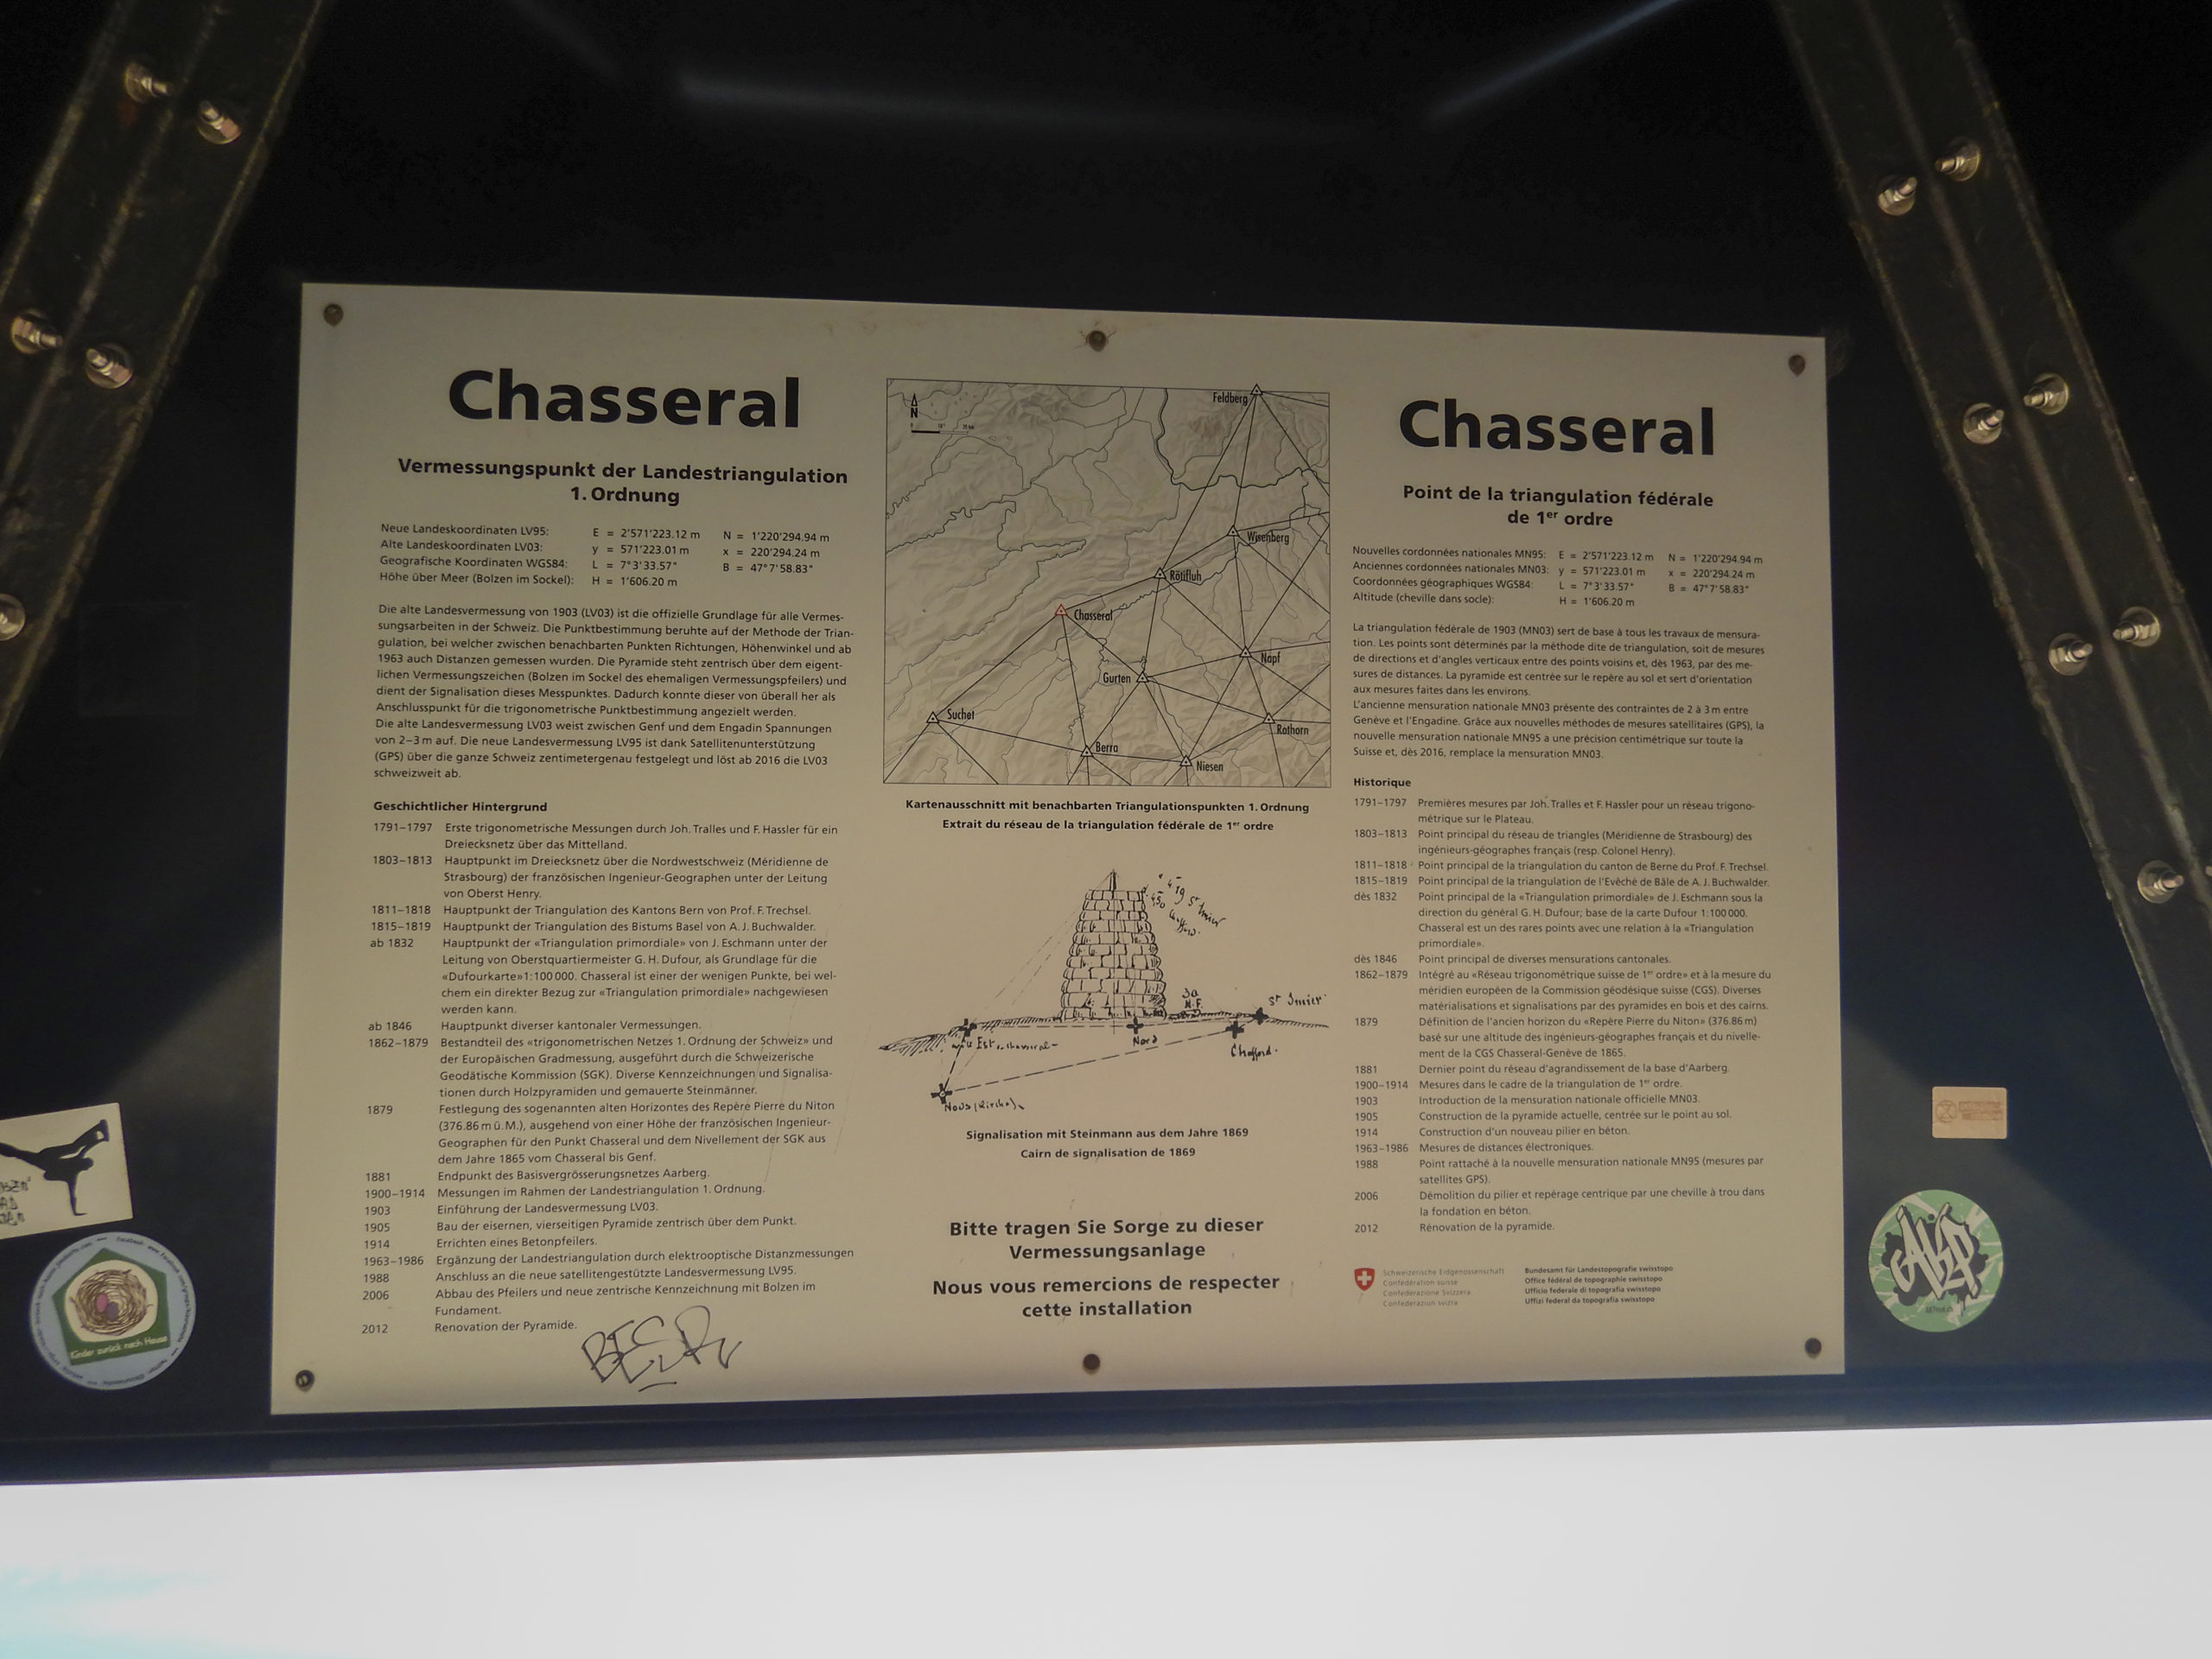 Chasseral
Vermessungspunkt der Landestriangulation
1. Ordnung
Neue Landeskoordinaten LV95: E = 2'571'223.12 m N = 1'220'294.94 m
Alte Landeskoordinaten LV03: y = 571'223.01 m x = 220'294.24 m
Geografische Koordinaten WGS84: L = 7°3'33.57" B = 47°7'58.83"
Höhe über Meer (Bolzen im Sockel): H = 1'606.20 m
Die alte Landesvermessung von 1903 (LV03) ist die offizielle Grundlage für alle Vermes-
sungsarbeiten in der Schweiz. Die Punktbestimmung beruhte auf der Methode der Trian-
gulation, bei welcher zwischen benachbarten Punkten Richtungen, Höhenwinkel und ab
1963 auch Distanzen gemessen wurden. Die Pyramide steht zentrisch über dem eigent-
lichen Vermessungszeichen (Bolzen im Sockel des ehemaligen Vermessungspfeilers) und
dient der Signalisation dieses Messpunktes. Dadurch konnte dieser von überall her als
Anschlusspunkt für die trigonometrische Punktbestimmung angezielt werden.
Die alte Landesvermessung LV03 weist zwischen Genf und dem Engadin Spannungen
von 2–3 m auf. Die neue Landesvermessung LV95 ist dank Satellitenunterstützung
(GPS) über die ganze Schweiz zentimetergenau festgelegt und löst ab 2016 die LV03
schweizweit ab.
Geschichtlicher Hintergrund
1791–1797 Erste trigonometrische Messungen durch Joh. Tralles und F. Hassler für ein
Dreiecksnetz über das Mittelland.
1803–1813 Hauptpunkt im Dreiecksnetz über die Nordwestschweiz (Méridienne de
Strasbourg) der französischen Ingenieur-Geographen unter der Leitung
von Oberst Henry.
1811–1818 Hauptpunkt der Triangulation des Kantons Bern von Prof. F. Trechsel.
1815–1819 Hauptpunkt der Triangulation des Bistums Basel von A. J. Buchwalder.
ab 1832 Hauptpunkt der «Triangulation primordiale» von J. Eschmann unter der
Leitung von Oberstquartiermeister G. H. Dufour, als Grundlage für die
«Dufourkarte»1:100 000. Chasseral ist einer der wenigen Punkte, bei wel-
chem ein direkter Bezug zur «Triangulation primordiale» nachgewiesen
werden kann.
ab 1846 Hauptpunkt diverser kantonaler Vermessungen.
1862–1879 Bestandteil des «trigonometrischen Netzes 1. Ordnung der Schweiz» und
der Europäischen Gradmessung, ausgeführt durch die Schweizerische
Geodätische Kommission (SGK). Diverse Kennzeichnungen und Signalisa-
tionen durch Holzpyramiden und gemauerte Steinmänner.
1879 Festlegung des sogenannten alten Horizontes des Repère Pierre du Niton
(376.86 m ü. M.), ausgehend von einer Höhe der französischen Ingenieur-
Geographen für den Punkt Chasseral und dem Nivellement der SGK aus
dem Jahre 1865 vom Chasseral bis Genf.
1881 Endpunkt des Basisvergrösserungsnetzes Aarberg.
1900–1914 Messungen im Rahmen der Landestriangulation 1. Ordnung.
1903 Einführung der Landesvermessung LV03.
1905 Bau der eisernen, vierseitigen Pyramide zentrisch über dem Punkt.
1914 Errichten eines Betonpfeilers.
1963–1986 Ergänzung der Landestriangulation durch elektrooptische Distanzmessungen
1988 Anschluss an die neue satellitengestützte Landesvermessung LV95.
2006 Abbau des Pfeilers und neue zentrische Kennzeichnung mit Bolzen im
Fundament.
2012 Renovation der Pyramide.
N
Feldberg
Wisenberg
Rötifluh
Chasseral
Napf
Gurten
Suchet
Rothorn
Berra
Niesen
Kartenausschnitt mit benachbarten Triangulationspunkten 1. Ordnung
Extrait du réseau de la triangulation fédérale de 1er ordre
St Imier
Nord
Chafford.
Nods (Kirche)
Signalisation mit Steinmann aus dem Jahre 1869
Cairn de signalisation de 1869
Bitte tragen Sie Sorge zu dieser
Vermessungsanlage
Nous vous remercions de respecter
cette installation
Chasseral
Point de la triangulation fédérale
de 1er ordre
Nouvelles cordonnées nationales MN95: E = 2'571'223.12 m N = 1'220'294.94 m
Anciennes cordonnées nationales MN03: y = 571'223.01 m x = 220'294.24 m
Coordonnées géographiques WGS84: L = 7°3'33.57" B = 47°7'58.83"
Altitude (cheville dans socle): H = 1'606.20 m
La triangulation fédérale de 1903 (MN03) sert de base à tous les travaux de mensura-
tion. Les points sont déterminés par la méthode dite de triangulation, soit de mesures
de directions et d'angles verticaux entre des points voisins et, dès 1963, par des me-
sures de distances. La pyramide est centrée sur le repère au sol et sert d'orientation
aux mesures faites dans les environs.
L'ancienne mensuration nationale MN03 présente des contraintes de 2 à 3 m entre
Genève et l'Engadine. Grâce aux nouvelles méthodes de mesures satellitaires (GPS), la
nouvelle mensuration nationale MN95 a une précision centimétrique sur toute la
Suisse et, dès 2016, remplace la mensuration MN03.
Historique
1791–1797 Premières mesures par Joh. Tralles et F. Hassler pour un réseau trigono-
métrique sur le Plateau.
1803–1813 Point principal du réseau de triangles (Méridienne de Strasbourg) des
ingénieurs-géographes français (resp. Colonel Henry).
1811–1818 Point principal de la triangulation du canton de Berne du Prof. F. Trechsel.
1815–1819 Point principal de la triangulation de l'Evêché de Bâle de A. J. Buchwalder.
dès 1832 Point principal de la «Triangulation primordiale» de J. Eschmann sous la
direction du général G. H. Dufour; base de la carte Dufour 1:100 000.
Chasseral est un des rares points avec une relation à la «Triangulation
primordiale».
dès 1846 Point principal de diverses mensurations cantonales.
1862–1879 Intégré au «Réseau trigonométrique suisse de 1er ordre» et à la mesure du
méridien européen de la Commission géodésique suisse (CGS). Diverses
matérialisations et signalisations par des pyramides en bois et des cairns.
1879 Définition de l'ancien horizon du «Repère Pierre du Niton» (376.86 m)
basé sur une altitude des ingénieurs-géographes français et du nivelle-
ment de la CGS Chasseral-Genève de 1865.
1881 Dernier point du réseau d'agrandissement de la base d'Aarberg.
1900–1914 Mesures dans le cadre de la triangulation de 1er ordre.
1903 Introduction de la mensuration nationale officielle MN03.
1905 Construction de la pyramide actuelle, centrée sur le point au sol.
1914 Construction d'un nouveau pilier en béton.
1963–1986 Mesures de distances électroniques.
1988 Point rattaché à la nouvelle mensuration nationale MN95 (mesures par
satellites GPS).
2006 Démolition du pilier et repérage centrique par une cheville à trou dans
la fondation en béton.
2012 Rénovation de la pyramide.
Schweizerische Eidgenossenschaft
Confédération suisse
Confederazione Svizzera
Confederaziun svizra
Bundesamt für Landestopografie swisstopo
Office fédéral de topographie swisstopo
Ufficio federale di topografia swisstopo
Uffizi federal da topografia swisstopo
Kinder zurück nach Hause